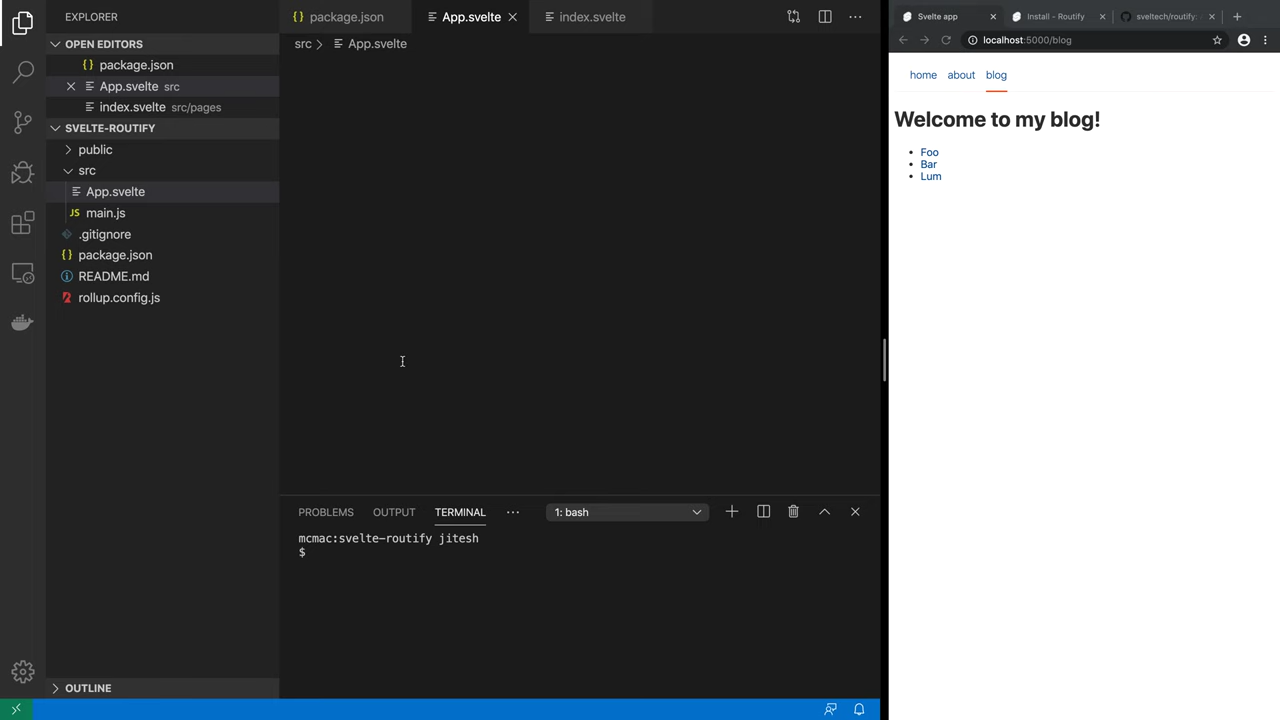 EXPLORER
OPEN EDITORS
{} package.json
App.svelte src
index.svelte src/pages
SVELTE-ROUTIFY
public
src
App.svelte
JS main.js
.gitignore
{} package.json
README.md
rollup.config.js
OUTLINE
{} package.json
App.svelte
index.svelte
src > App.svelte
PROBLEMS OUTPUT TERMINAL ... 1: bash
mcmac:svelte-routify jitesh
$
Svelte app
Install - Routify
sveltech/routify:
localhost:5000/blog
home about blog
Welcome to my blog!
• Foo
• Bar
• Lum